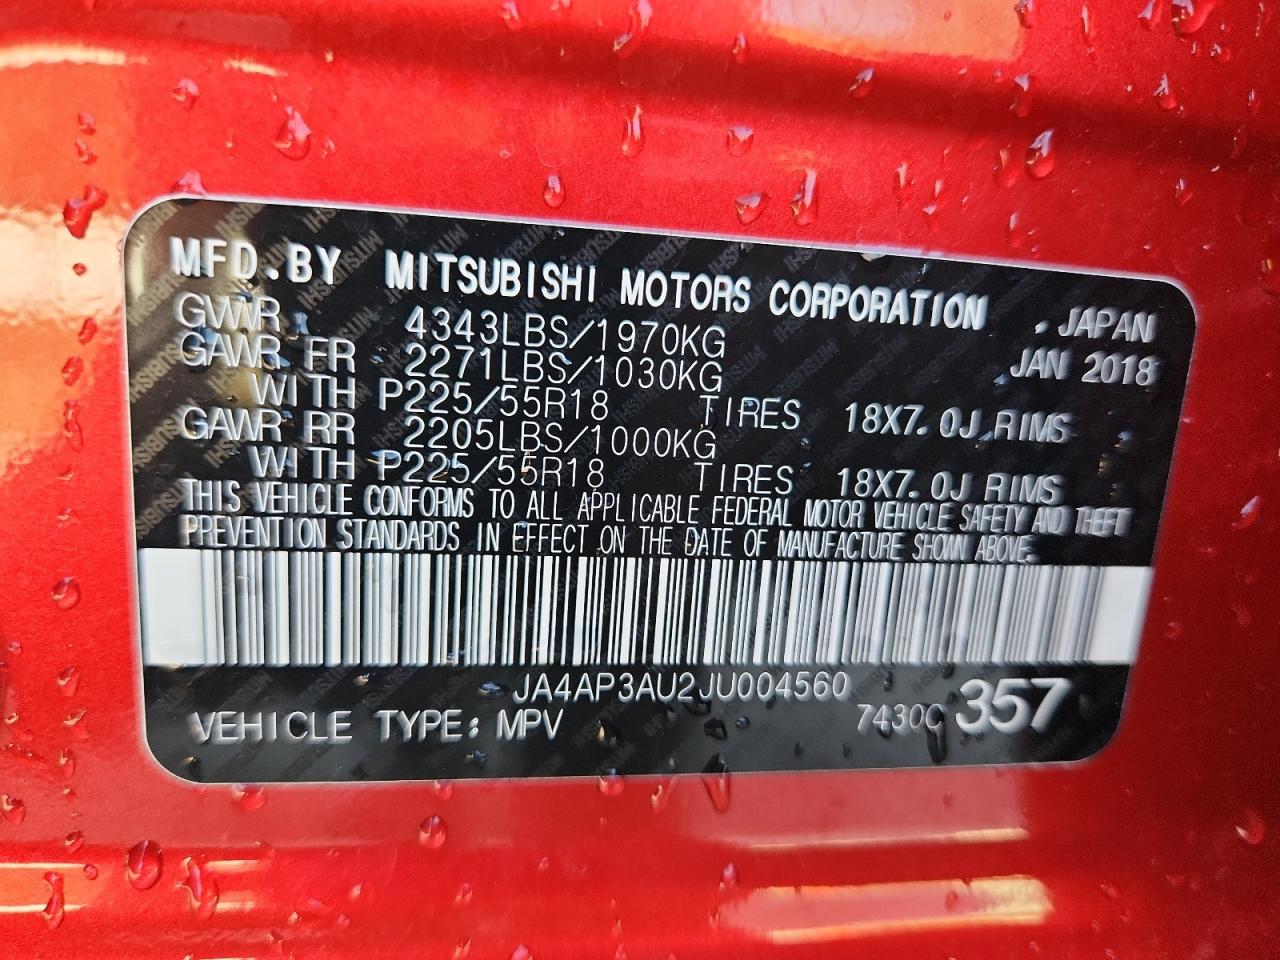 MFD.BY MITSUBISHI MOTORS CORPORATION
GVWR 4343LBS/1970KG JAPAN
GAWR FR 2271LBS/1030KG JAN 2018
WITH P225/55R18 TIRES 18X7.0J RIMS
GAWR RR 2205LBS/1000KG
WITH P225/55R18 TIRES 18X7.0J RIMS
THIS VEHICLE CONFORMS TO ALL APPLICABLE FEDERAL MOTOR VEHICLE SAFETY AND THEFT
PREVENTION STANDARDS IN EFFECT ON THE DATE OF MANUFACTURE SHOWN ABOVE.
JA4AP3AU2JU004560
VEHICLE TYPE: MPV 7430C 357